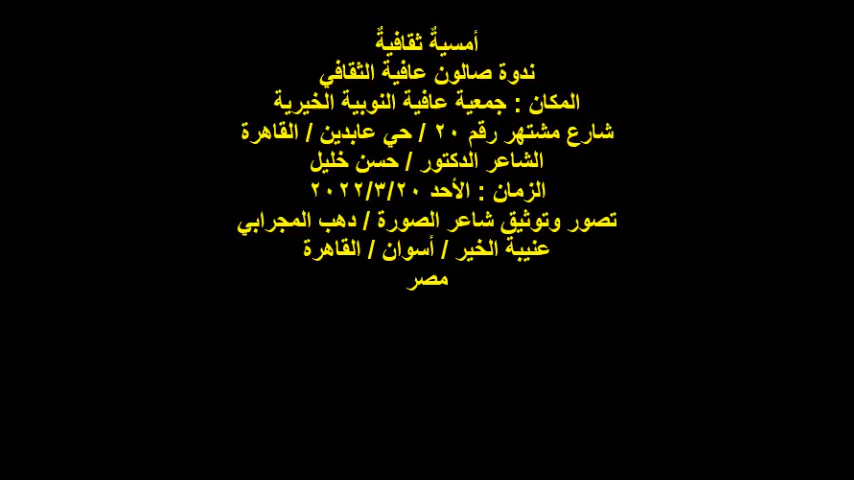 أمسيةٌ ثقافيةٌ
ندوة صالون عافية الثقافي
المكان : جمعية عافية النوبية الخيرية
شارع مشتهر رقم ٢٠ / حي عابدين / القاهرة
الشاعر الدكتور / حسن خليل
الزمان : الأحد ٢٠٢٢/٣/٢٠
تصور وتوثيق شاعر الصورة / دهب المجرابي
عنيبة الخير / أسوان / القاهرة
مصر